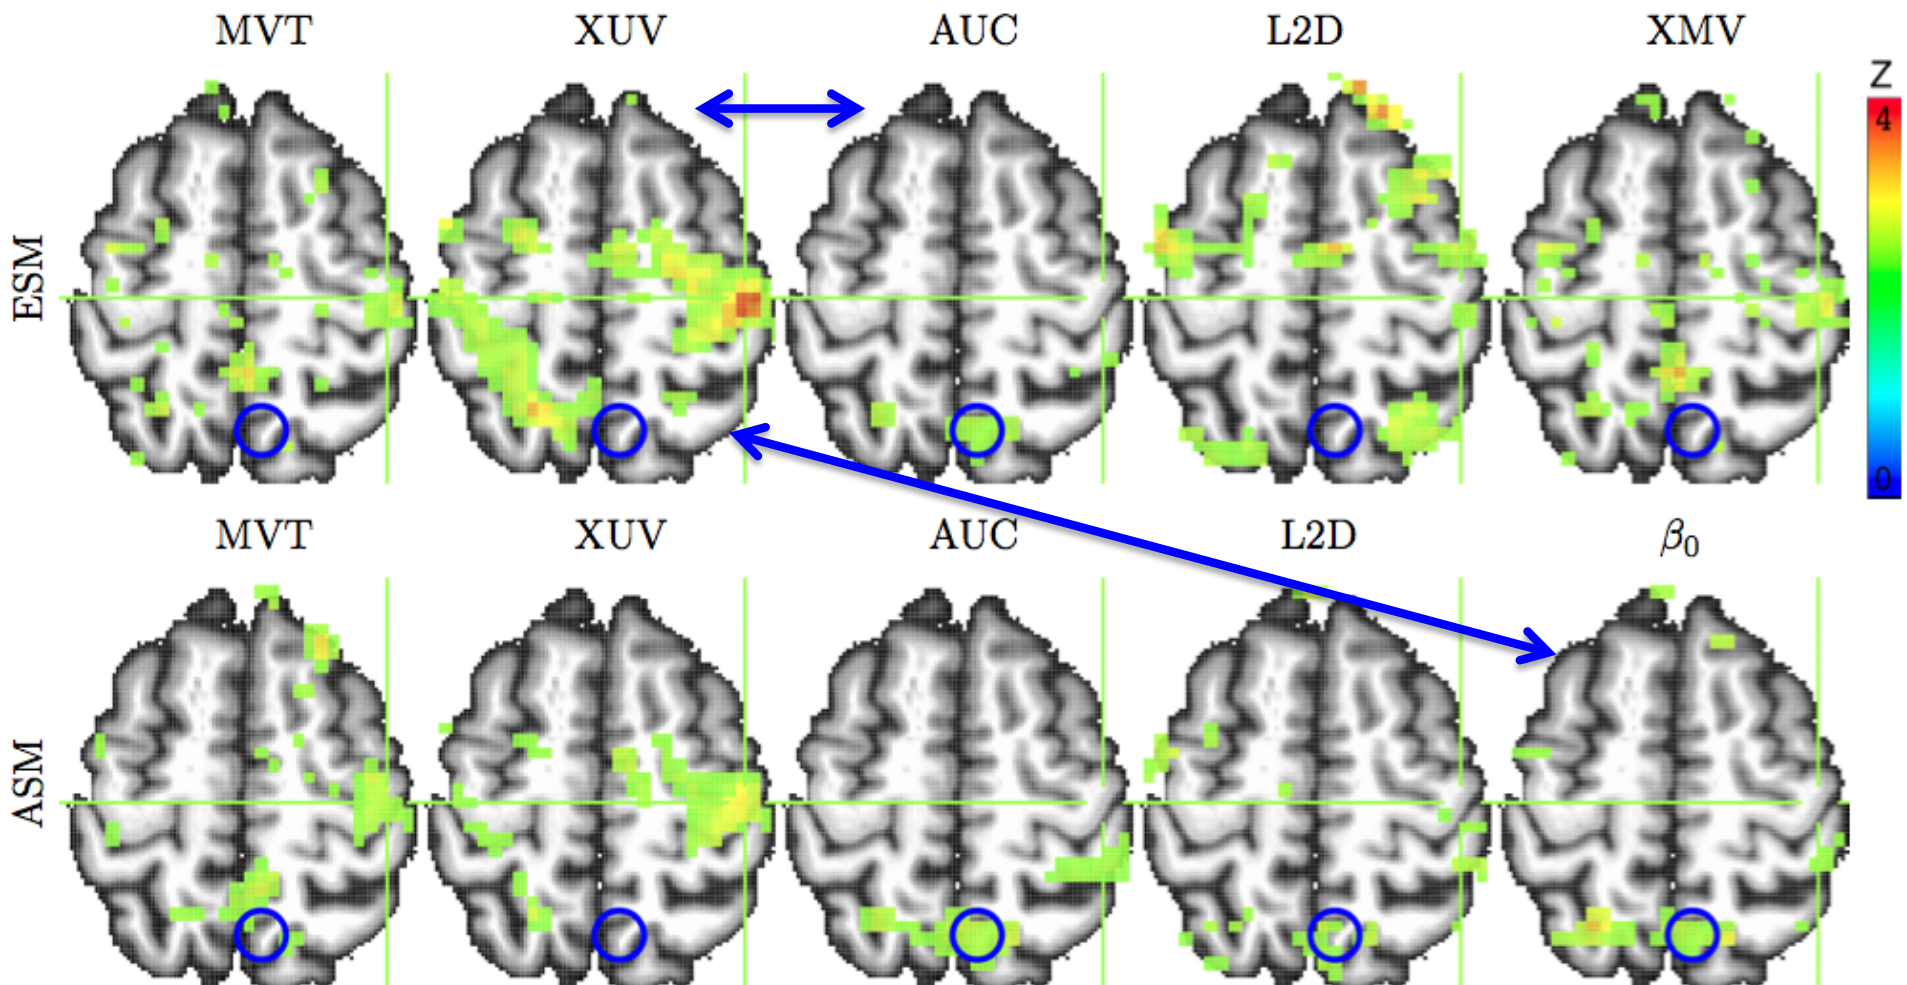 MVT XUV AUC L2D XMV
Z
4
ESM
0
MVT XUV AUC L2D β₀
ASM